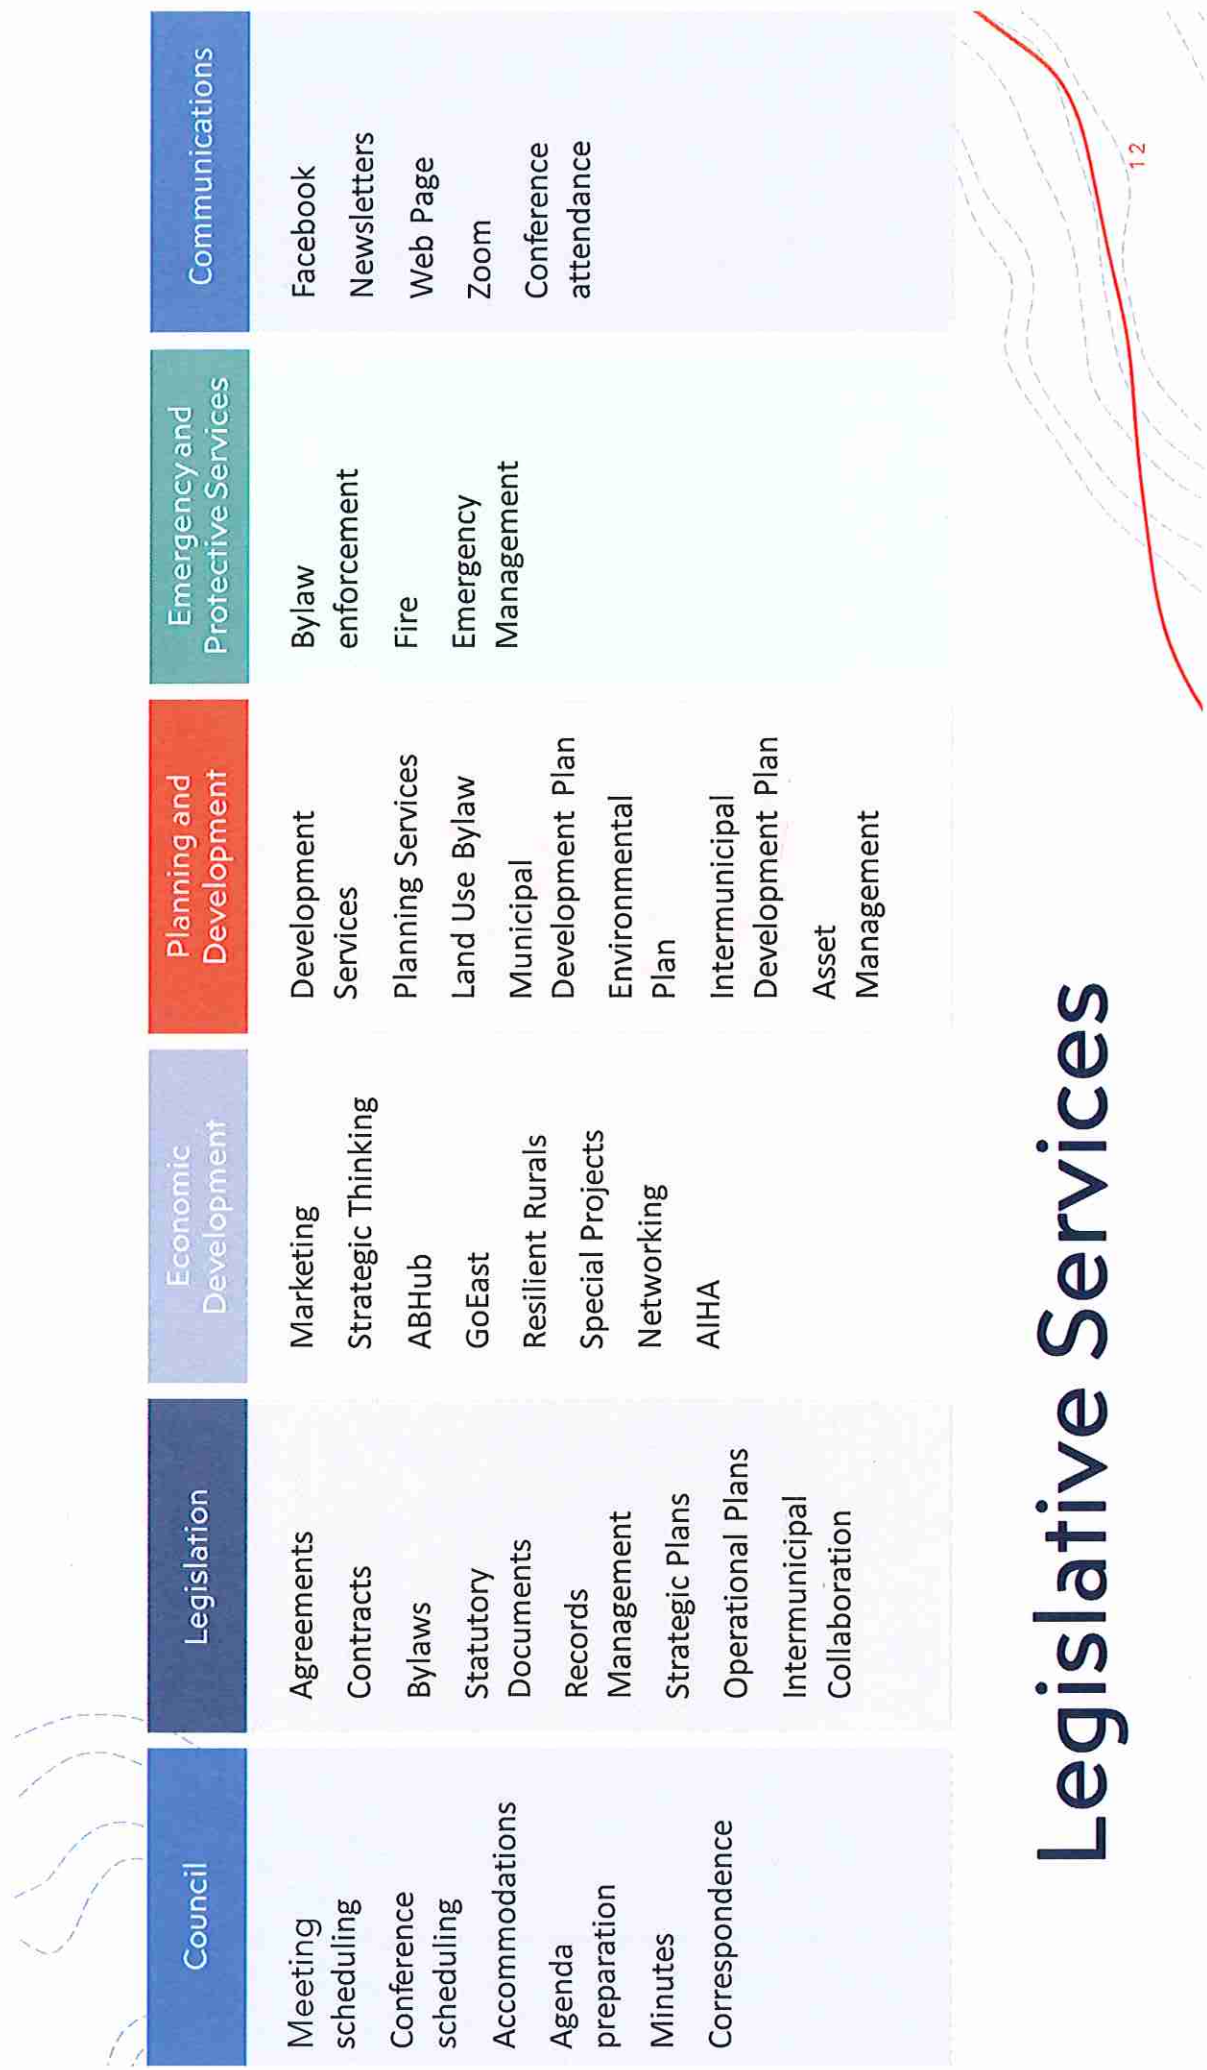 Council
Meeting
scheduling
Conference
scheduling
Accommodations
Agenda
preparation
Minutes
Correspondence
Legislation
Agreements
Contracts
Bylaws
Statutory
Documents
Records
Management
Strategic Plans
Operational Plans
Intermunicipal
Collaboration
Economic
Development
Marketing
Strategic Thinking
ABHub
GoEast
Resilient Rurals
Special Projects
Networking
AIHA
Planning and
Development
Development
Services
Planning Services
Land Use Bylaw
Municipal
Development Plan
Environmental
Plan
Intermunicipal
Development Plan
Asset
Management
Emergency and
Protective Services
Bylaw
enforcement
Fire
Emergency
Management
Communications
Facebook
Newsletters
Web Page
Zoom
Conference
attendance
Legislative Services
12